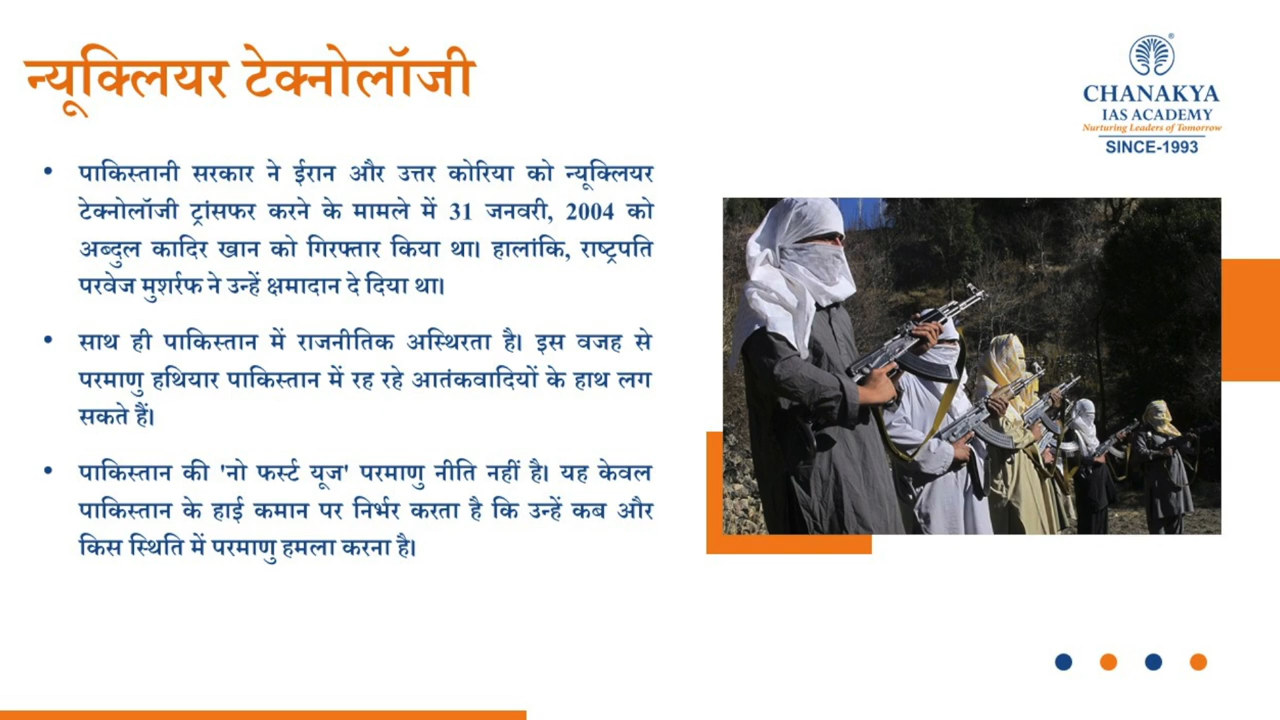 न्यूक्लियर टेक्नोलॉजी
®
CHANAKYA
IAS ACADEMY
Nurturing Leaders of Tomorrow
SINCE-1993
• पाकिस्तानी सरकार ने ईरान और उत्तर कोरिया को न्यूक्लियर
टेक्नोलॉजी ट्रांसफर करने के मामले में 31 जनवरी, 2004 को
अब्दुल कादिर खान को गिरफ्तार किया था। हालांकि, राष्ट्रपति
परवेज मुशर्रफ ने उन्हें क्षमादान दे दिया था।
• साथ ही पाकिस्तान में राजनीतिक अस्थिरता है। इस वजह से
परमाणु हथियार पाकिस्तान में रह रहे आतंकवादियों के हाथ लग
सकते हैं।
• पाकिस्तान की 'नो फर्स्ट यूज' परमाणु नीति नहीं है। यह केवल
पाकिस्तान के हाई कमान पर निर्भर करता है कि उन्हें कब और
किस स्थिति में परमाणु हमला करना है।